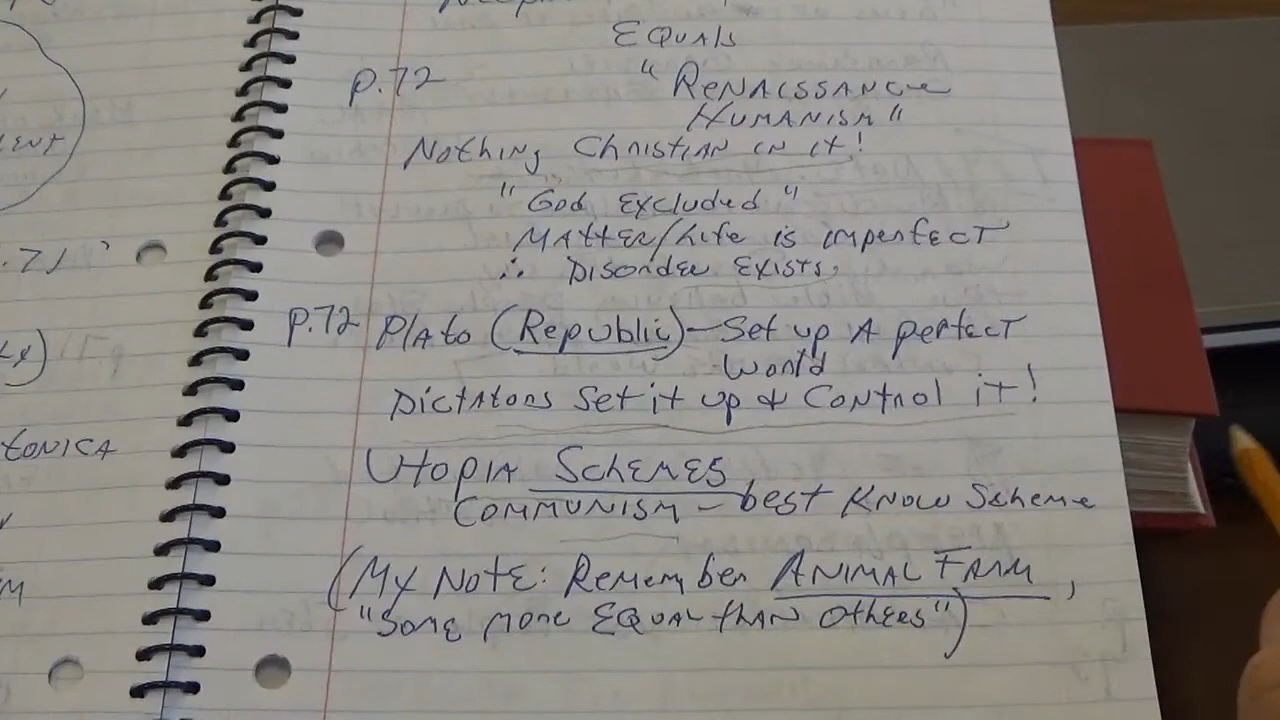 Equals
p.72 "Renaissance
Humanism"
Nothing Christian in it!
"God Excluded"
Matter/Life is imperfect
∴ Disorder exists,
p.72 Plato (Republic) - Set up A perfect
World
Dictators Set it up & Control it!
Utopia Schemes
Communism - best Know Scheme
(My Note: Remember Animal Farm,
"Some more Equal than Others")
.71
tonica